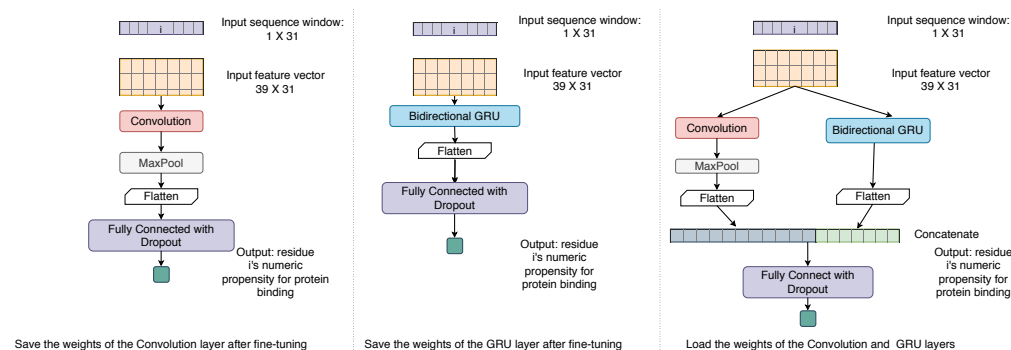 Input sequence window:
1 X 31
i
Input feature vector
39 X 31
Convolution
MaxPool
Flatten
Fully Connected with
Dropout
Output: residue
i's numeric
propensity for protein
binding
Save the weights of the Convolution layer after fine-tuning
Input sequence window:
1 X 31
i
Input feature vector
39 X 31
Bidirectional GRU
Flatten
Fully Connected with
Dropout
Output: residue
i's numeric
propensity for
protein binding
Save the weights of the GRU layer after fine-tuning
Input sequence window:
1 X 31
i
Input feature vector
39 X 31
Convolution
Bidirectional GRU
MaxPool
Flatten
Flatten
Concatenate
Output: residue
i's numeric
propensity for
protein binding
Fully Connect with
Dropout
Load the weights of the Convolution and GRU layers